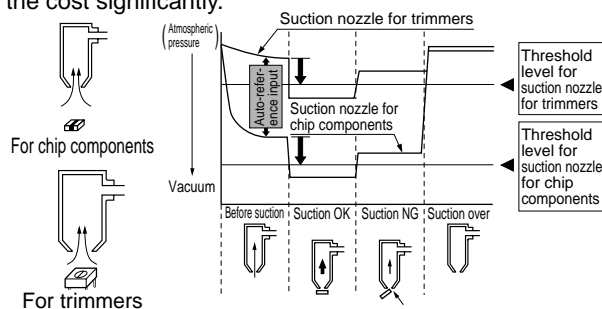 the cost significantly.
For chip components
For trimmers
(Atmospheric
pressure)
Vacuum
Suction nozzle for trimmers
Auto-refer-
ence input
Suction nozzle for
chip components
Before suction
Suction OK
Suction NG
Suction over
Threshold
level for
suction nozzle
for trimmers
Threshold
level for
suction nozzle
for chip
components